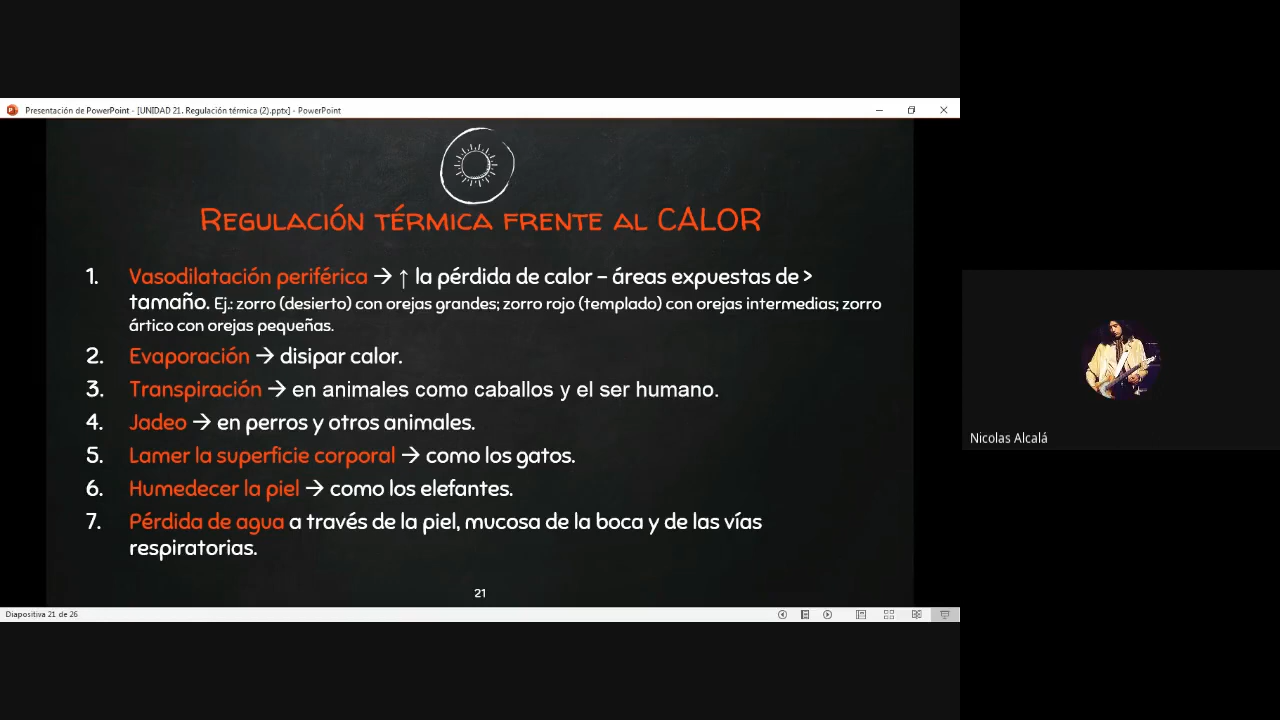 Presentación de PowerPoint - [UNIDAD 21. Regulación térmica (2).pptx] - PowerPoint
REGULACIÓN TÉRMICA FRENTE AL CALOR
1. Vasodilatación periférica → ↑ la pérdida de calor – áreas expuestas de >
tamaño. Ej.: zorro (desierto) con orejas grandes; zorro rojo (templado) con orejas intermedias; zorro
ártico con orejas pequeñas.
2. Evaporación → disipar calor.
3. Transpiración → en animales como caballos y el ser humano.
4. Jadeo → en perros y otros animales.
5. Lamer la superficie corporal → como los gatos.
6. Humedecer la piel → como los elefantes.
7. Pérdida de agua a través de la piel, mucosa de la boca y de las vías
respiratorias.
21
Diapositiva 21 de 26
Nicolas Alcalá